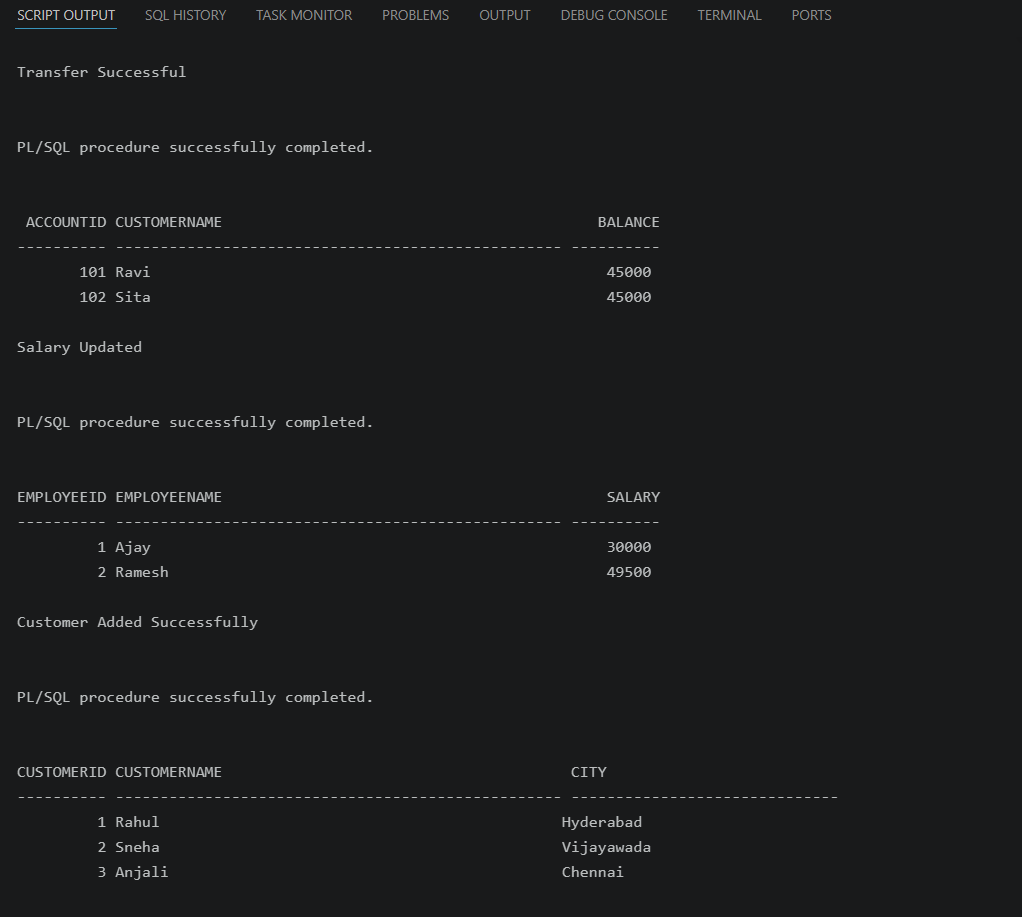 SCRIPT OUTPUT SQL HISTORY TASK MONITOR PROBLEMS OUTPUT DEBUG CONSOLE TERMINAL PORTS
Transfer Successful
PL/SQL procedure successfully completed.
 ACCOUNTID CUSTOMERNAME                                          BALANCE
---------- -------------------------------------------------- ----------
       101 Ravi                                                   45000
       102 Sita                                                   45000
Salary Updated
PL/SQL procedure successfully completed.
EMPLOYEEID EMPLOYEENAME                                           SALARY
---------- -------------------------------------------------- ----------
         1 Ajay                                                   30000
         2 Ramesh                                                 49500
Customer Added Successfully
PL/SQL procedure successfully completed.
CUSTOMERID CUSTOMERNAME                                       CITY
---------- -------------------------------------------------- ------------------------------
         1 Rahul                                             Hyderabad
         2 Sneha                                             Vijayawada
         3 Anjali                                            Chennai